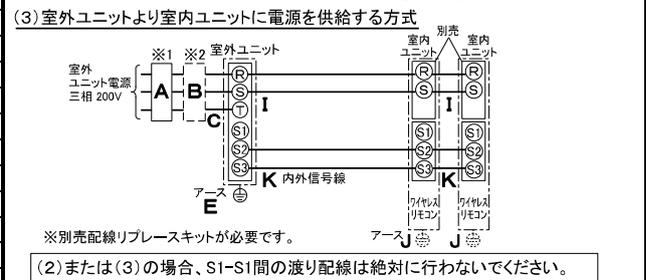 (3)室外ユニットより室内ユニットに電源を供給する方式
別売
※1 ※2 室外ユニット 室内ユニット 室内ユニット
室外
ユニット電源
三相 200V
A B C
R R R
S S S
T
I I
S1 S1 S1
S2 S2 S2
S3 S3 S3
K 内外信号線 K
アース
E
ワイヤレス
リモコン
ワイヤレス
リモコン
アース J J
※別売配線リプレースキットが必要です。
(2)または(3)の場合、S1-S1間の渡り配線は絶対に行わないでください。